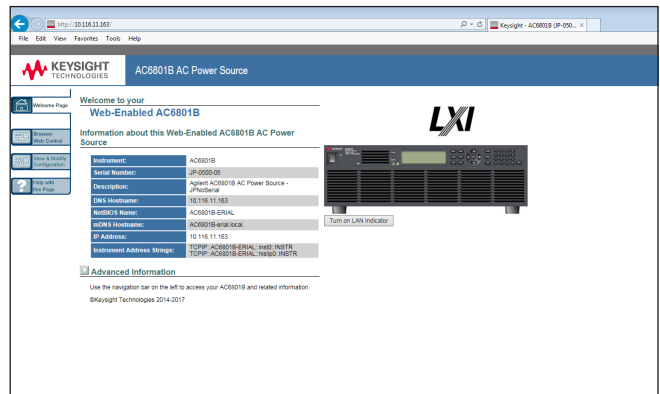 http://10.116.11.163/
Keysight - AC6801B (JP-050...
File Edit View Favorites Tools Help
KEYSIGHT
TECHNOLOGIES
AC6801B AC Power Source
Welcome Page
Browser
Web Control
View & Modify
Configuration
Help with
this Page
Welcome to your
Web-Enabled AC6801B
Information about this Web-Enabled AC6801B AC Power
Source
Instrument: AC6801B
Serial Number: JP-0500-05
Description: Agilent AC6801B AC Power Source -
JPNoSerial
DNS Hostname: 10.116.11.163
NetBIOS Name: AC6801B-ERIAL
mDNS Hostname: AC6801B-erial.local.
IP Address: 10.116.11.163
Instrument Address Strings: TCPIP::AC6801B-ERIAL::inst0::INSTR
TCPIP::AC6801B-ERIAL::hislip0::INSTR
Advanced Information
Use the navigation bar on the left to access your AC6801B and related information.
©Keysight Technologies 2014-2017
LXI
Turn on LAN Indicator